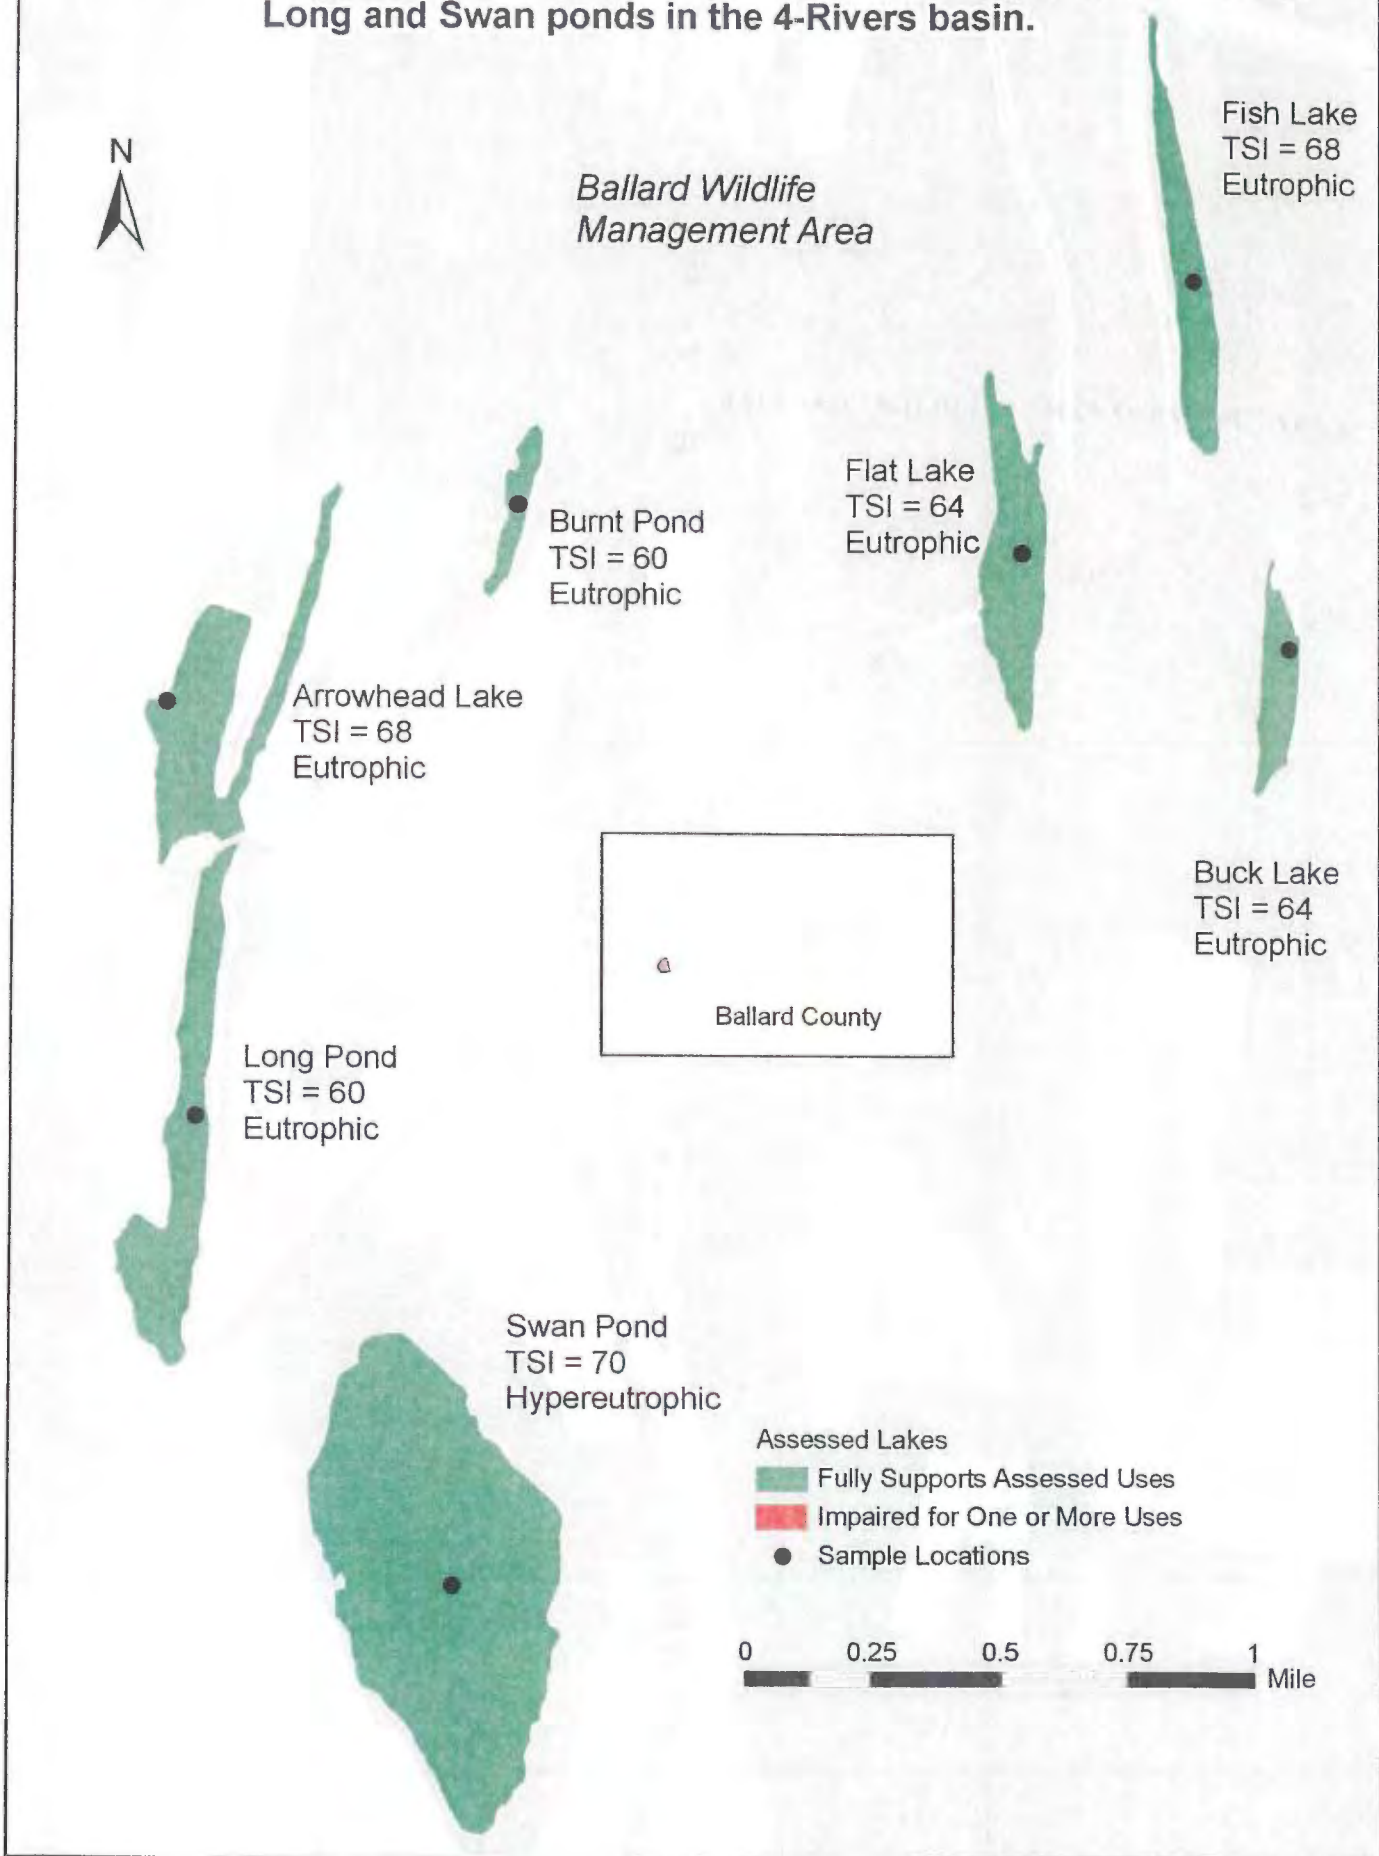 Long and Swan ponds in the 4-Rivers basin.
N
Ballard Wildlife
Management Area
Fish Lake
TSI = 68
Eutrophic
Flat Lake
TSI = 64
Eutrophic
Burnt Pond
TSI = 60
Eutrophic
Arrowhead Lake
TSI = 68
Eutrophic
Buck Lake
TSI = 64
Eutrophic
Ballard County
Long Pond
TSI = 60
Eutrophic
Swan Pond
TSI = 70
Hypereutrophic
Assessed Lakes
Fully Supports Assessed Uses
Impaired for One or More Uses
Sample Locations
0 0.25 0.5 0.75 1
Mile